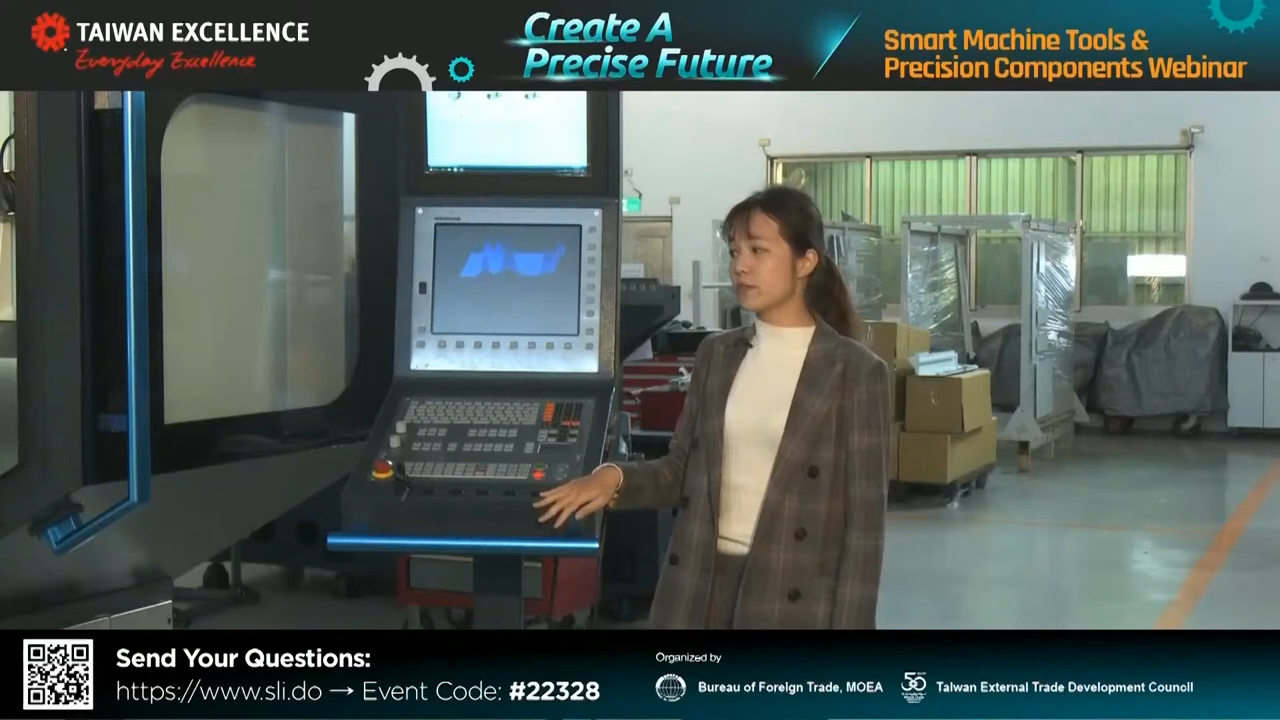 TAIWAN EXCELLENCE
Everyday Excellence
Create A
Precise Future
Smart Machine Tools &
Precision Components Webinar
Send Your Questions:
https://www.sli.do → Event Code: #22328
Organized by
Bureau of Foreign Trade, MOEA
Taiwan External Trade Development Council